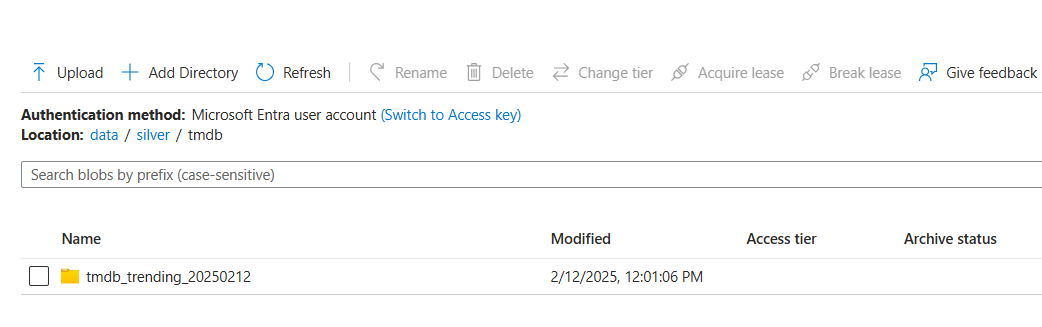 Upload Add Directory Refresh Rename Delete Change tier Acquire lease Break lease Give feedback
Authentication method: Microsoft Entra user account (Switch to Access key)
Location: data / silver / tmdb
Search blobs by prefix (case-sensitive)
Name Modified Access tier Archive status
tmdb_trending_20250212 2/12/2025, 12:01:06 PM